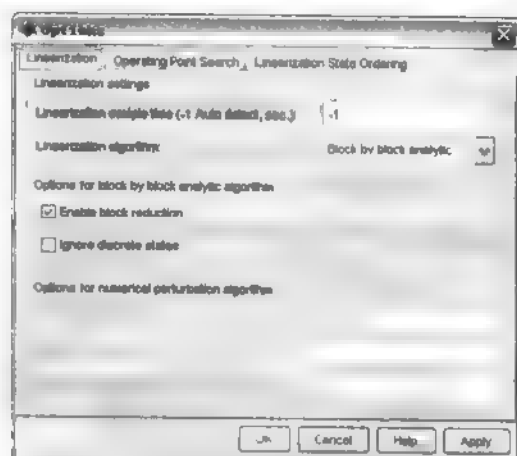 Options
Linearization Operating Point Search Linearization State Ordering
Linearization settings
Linearization sample time (-1 Auto detect, sec.) -1
Linearization algorithm Block by block analytic
Options for block by block analytic algorithm
Enable block reduction
Ignore discrete states
Options for numerical perturbation algorithm
OK Cancel Help Apply